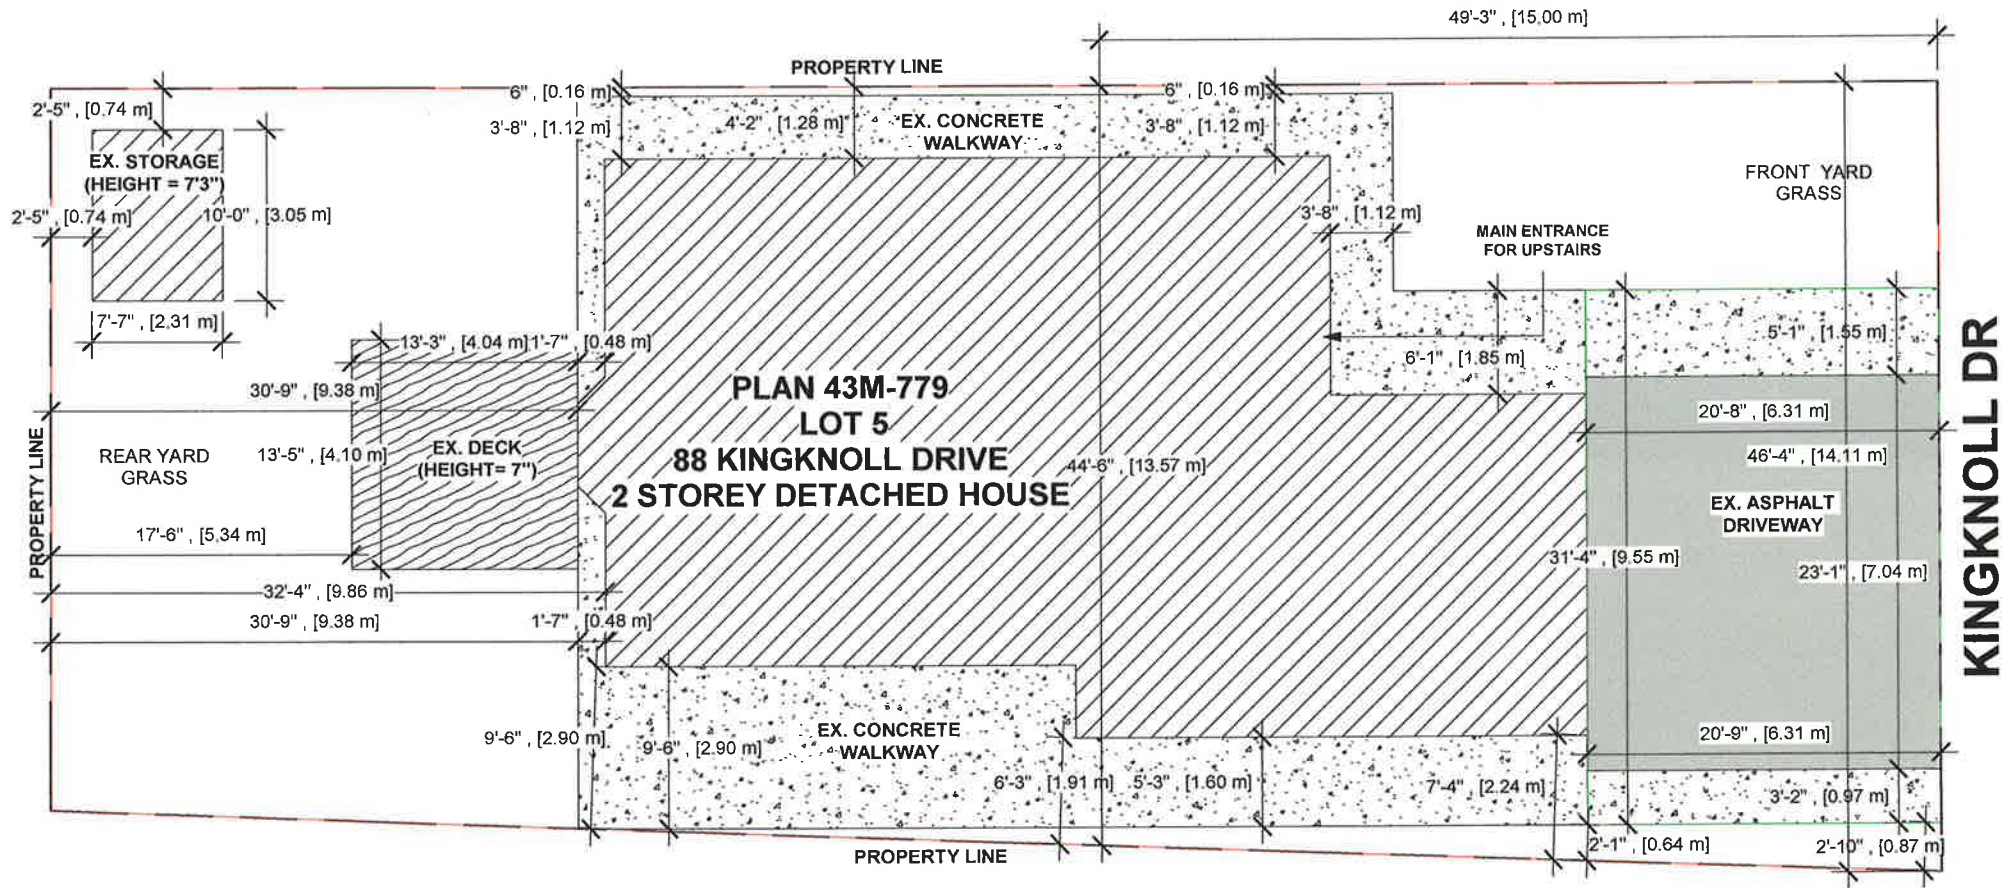 49'-3" , [15.00 m]
PROPERTY LINE
2'-5" , [0.74 m]
6" , [0.16 m]
6" , [0.16 m]
3'-8" , [1.12 m]
4'-2" , [1.28 m]
EX. CONCRETE
WALKWAY
3'-8" , [1.12 m]
EX. STORAGE
(HEIGHT = 7'3")
FRONT YARD
GRASS
2'-5" , [0.74 m]
10'-0" , [3.05 m]
3'-8" , [1.12 m]
MAIN ENTRANCE
FOR UPSTAIRS
7'-7" , [2.31 m]
13'-3" , [4.04 m]
1'-7" , [0.48 m]
5'-1" , [1.55 m]
6'-1" , [1.85 m]
30'-9" , [9.38 m]
PLAN 43M-779
LOT 5
88 KINGKNOLL DRIVE
2 STOREY DETACHED HOUSE
20'-8" , [6.31 m]
KINGKNOLL DR
PROPERTY LINE
REAR YARD
GRASS
13'-5" , [4.10 m]
EX. DECK
(HEIGHT= 7")
44'-6" , [13.57 m]
46'-4" , [14.11 m]
EX. ASPHALT
DRIVEWAY
17'-6" , [5.34 m]
31'-4" , [9.55 m]
23'-1" , [7.04 m]
32'-4" , [9.86 m]
30'-9" , [9.38 m]
1'-7" , [0.48 m]
9'-6" , [2.90 m]
9'-6" , [2.90 m]
EX. CONCRETE
WALKWAY
20'-9" , [6.31 m]
6'-3" , [1.91 m]
5'-3" , [1.60 m]
7'-4" , [2.24 m]
3'-2" , [0.97 m]
PROPERTY LINE
2'-1" , [0.64 m]
2'-10" , [0.87 m]